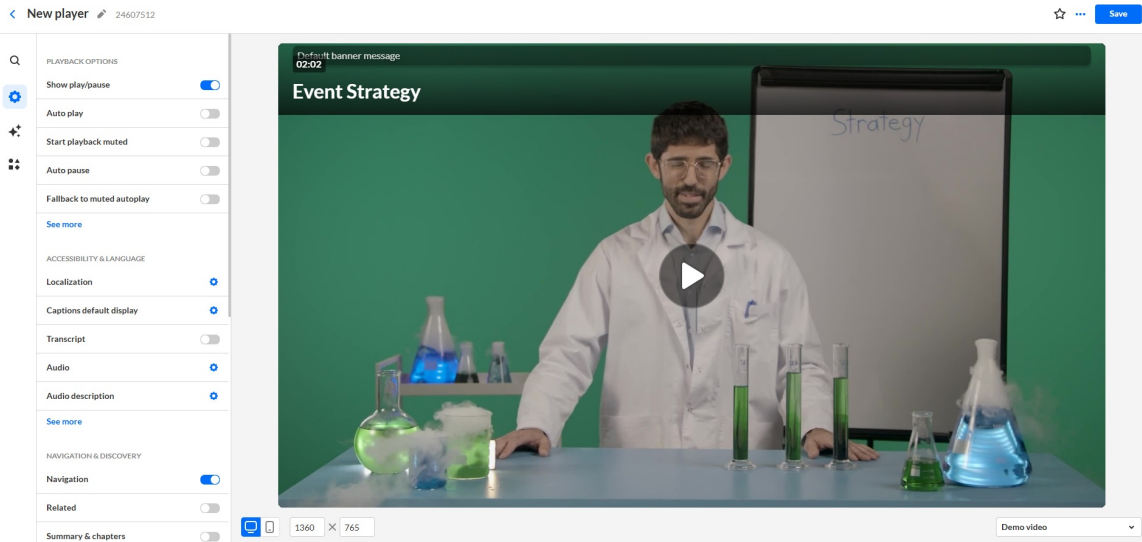 New player 24607512
Save
PLAYBACK OPTIONS
Show play/pause
Auto play
Start playback muted
Auto pause
Fallback to muted autoplay
See more
ACCESSIBILITY & LANGUAGE
Localization
Captions default display
Transcript
Audio
Audio description
See more
NAVIGATION & DISCOVERY
Navigation
Related
Summary & chapters
Default banner message
02:02
Event Strategy
Strategy
1360 × 765
Demo video